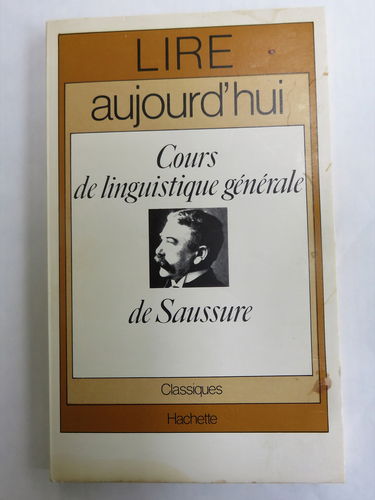 LIRE
aujourd'hui
Cours
de linguistique générale
de Saussure
Classiques
Hachette